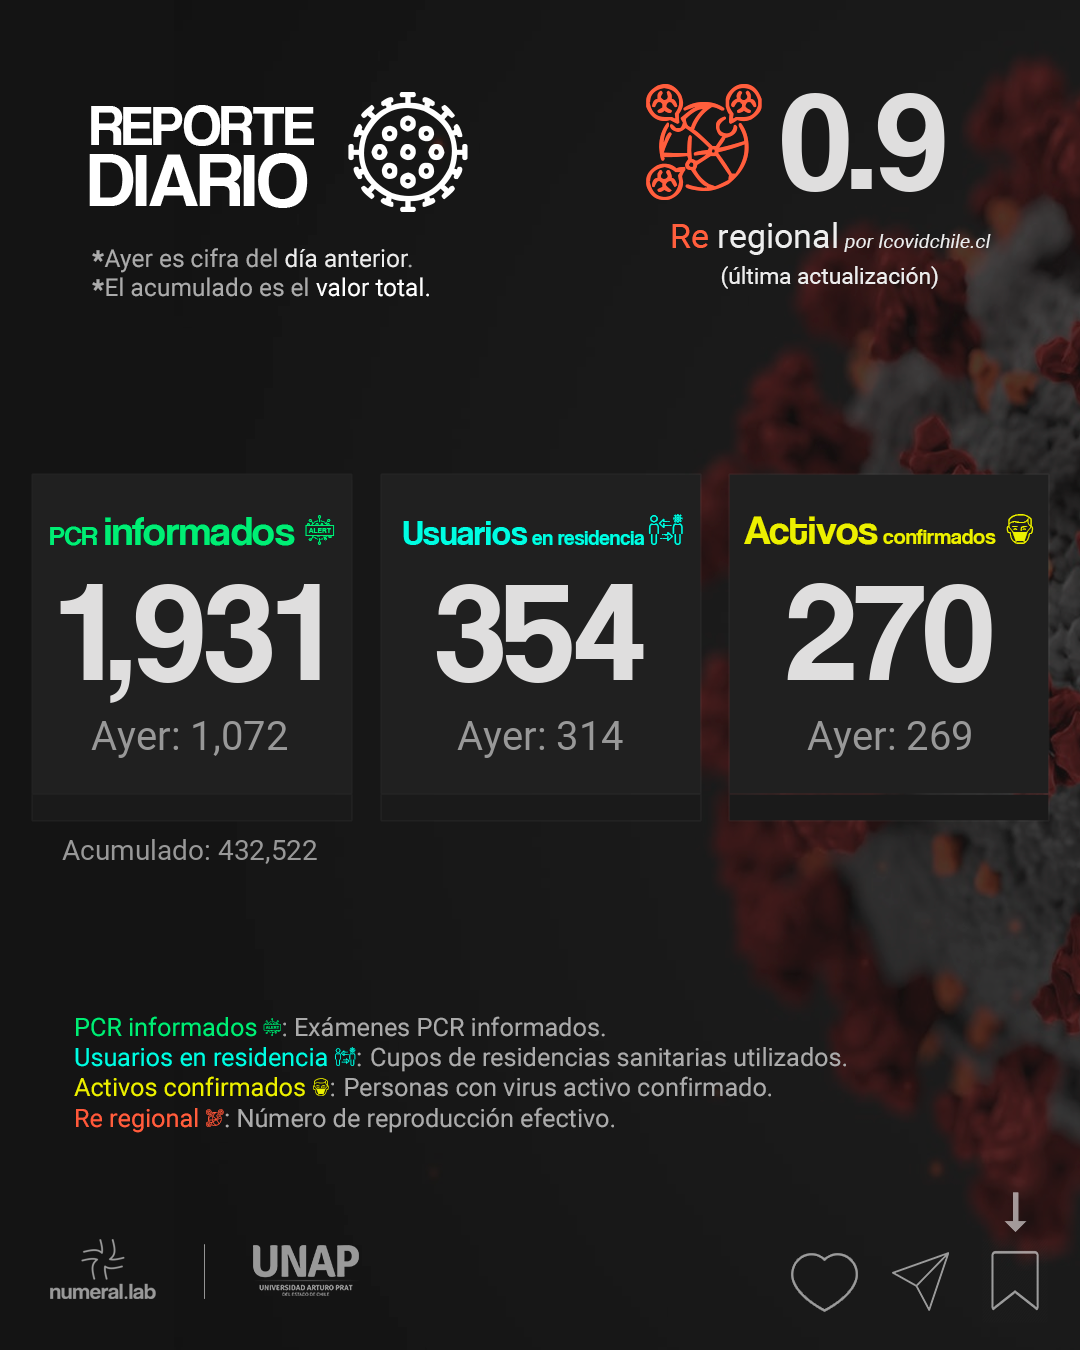 REPORTE
DIARIO
*Ayer es cifra del día anterior.
*El acumulado es el valor total.
0.9
Re regional por Icovidchile.cl
(última actualización)
PCR informados ALERT
1,931
Ayer: 1,072
Acumulado: 432,522
Usuarios en residencia
354
Ayer: 314
Activos confirmados
270
Ayer: 269
PCR informados : Exámenes PCR informados.
Usuarios en residencia : Cupos de residencias sanitarias utilizados.
Activos confirmados : Personas con virus activo confirmado.
Re regional : Número de reproducción efectivo.
numeral.lab
UNAP
UNIVERSIDAD ARTURO PRAT
DEL ESTADO DE CHILE